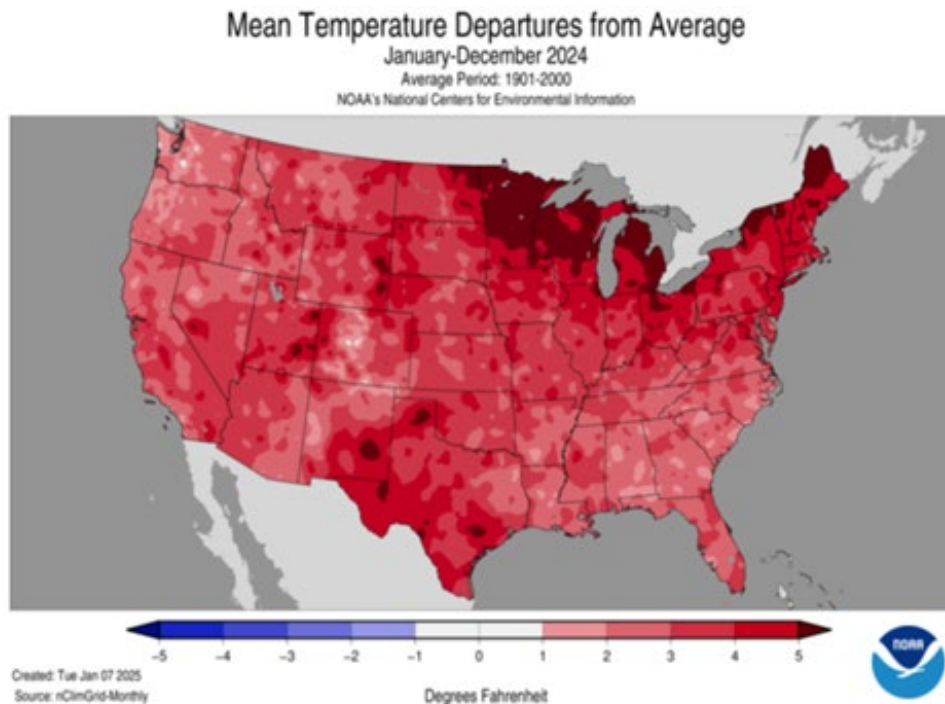 Mean Temperature Departures from Average
January-December 2024
Average Period: 1901-2000
NOAA's National Centers for Environmental Information
-5 -4 -3 -2 -1 0 1 2 3 4 5
Created: Tue Jan 07 2025
Source: nClimGrid-Monthly
Degrees Fahrenheit
NOAA